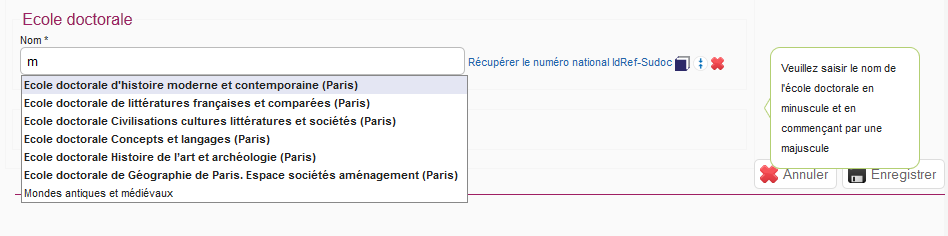 Ecole doctorale
Nom *
m
Récupérer le numéro national IdRef-Sudoc
Ecole doctorale d'histoire moderne et contemporaine (Paris)
Ecole doctorale de littératures françaises et comparées (Paris)
Ecole doctorale Civilisations cultures littératures et sociétés (Paris)
Ecole doctorale Concepts et langages (Paris)
Ecole doctorale Histoire de l'art et archéologie (Paris)
Ecole doctorale de Géographie de Paris. Espace sociétés aménagement (Paris)
Mondes antiques et médiévaux
Veuillez saisir le nom de
l'école doctorale en
minuscule et en
commençant par une
majuscule
Annuler
Enregistrer